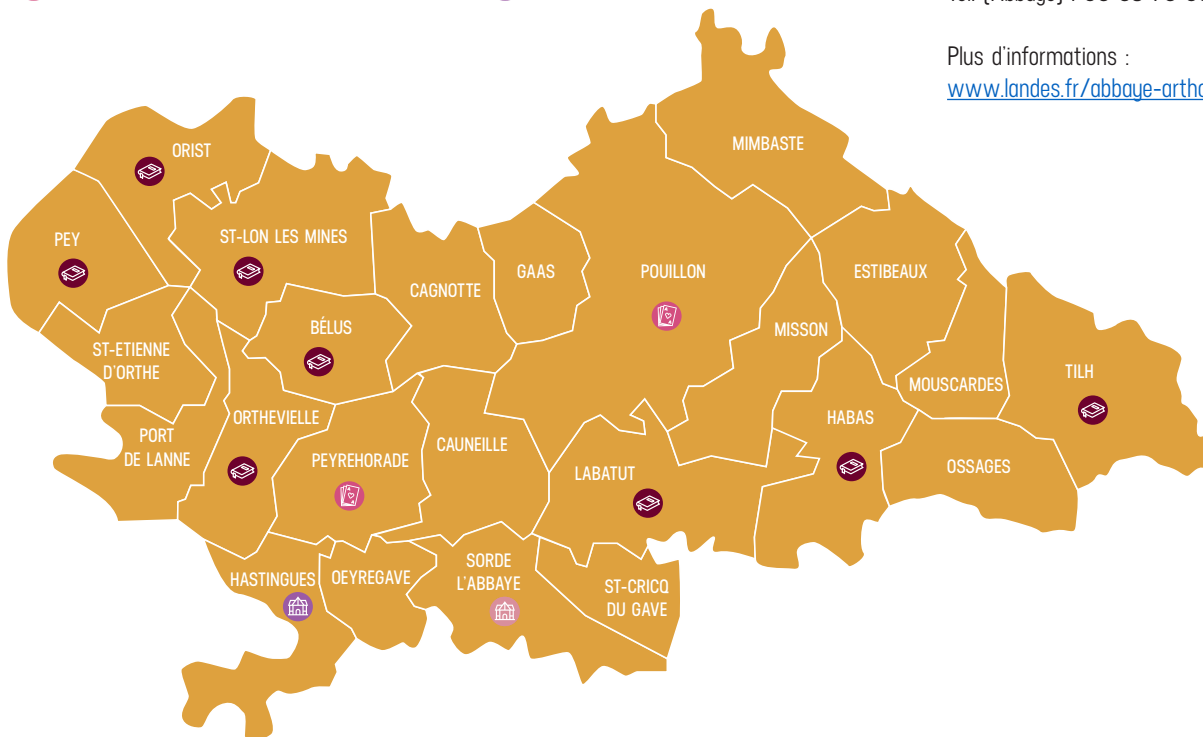 Plus d'informations :
www.landes.fr/abbaye-artho
MIMBASTE
ORIST
PEY
ST-LON LES MINES
CAGNOTTE
GAAS
POUILLON
ESTIBEAUX
BÉLUS
MISSON
ST-ETIENNE
D'ORTHE
MOUSCARDES
TILH
ORTHEVIELLE
HABAS
PORT
DE LANNE
PEYREHORADE
CAUNEILLE
LABATUT
OSSAGES
HASTINGUES
OEYREGAVE
SORDE
L'ABBAYE
ST-CRICQ
DU GAVE